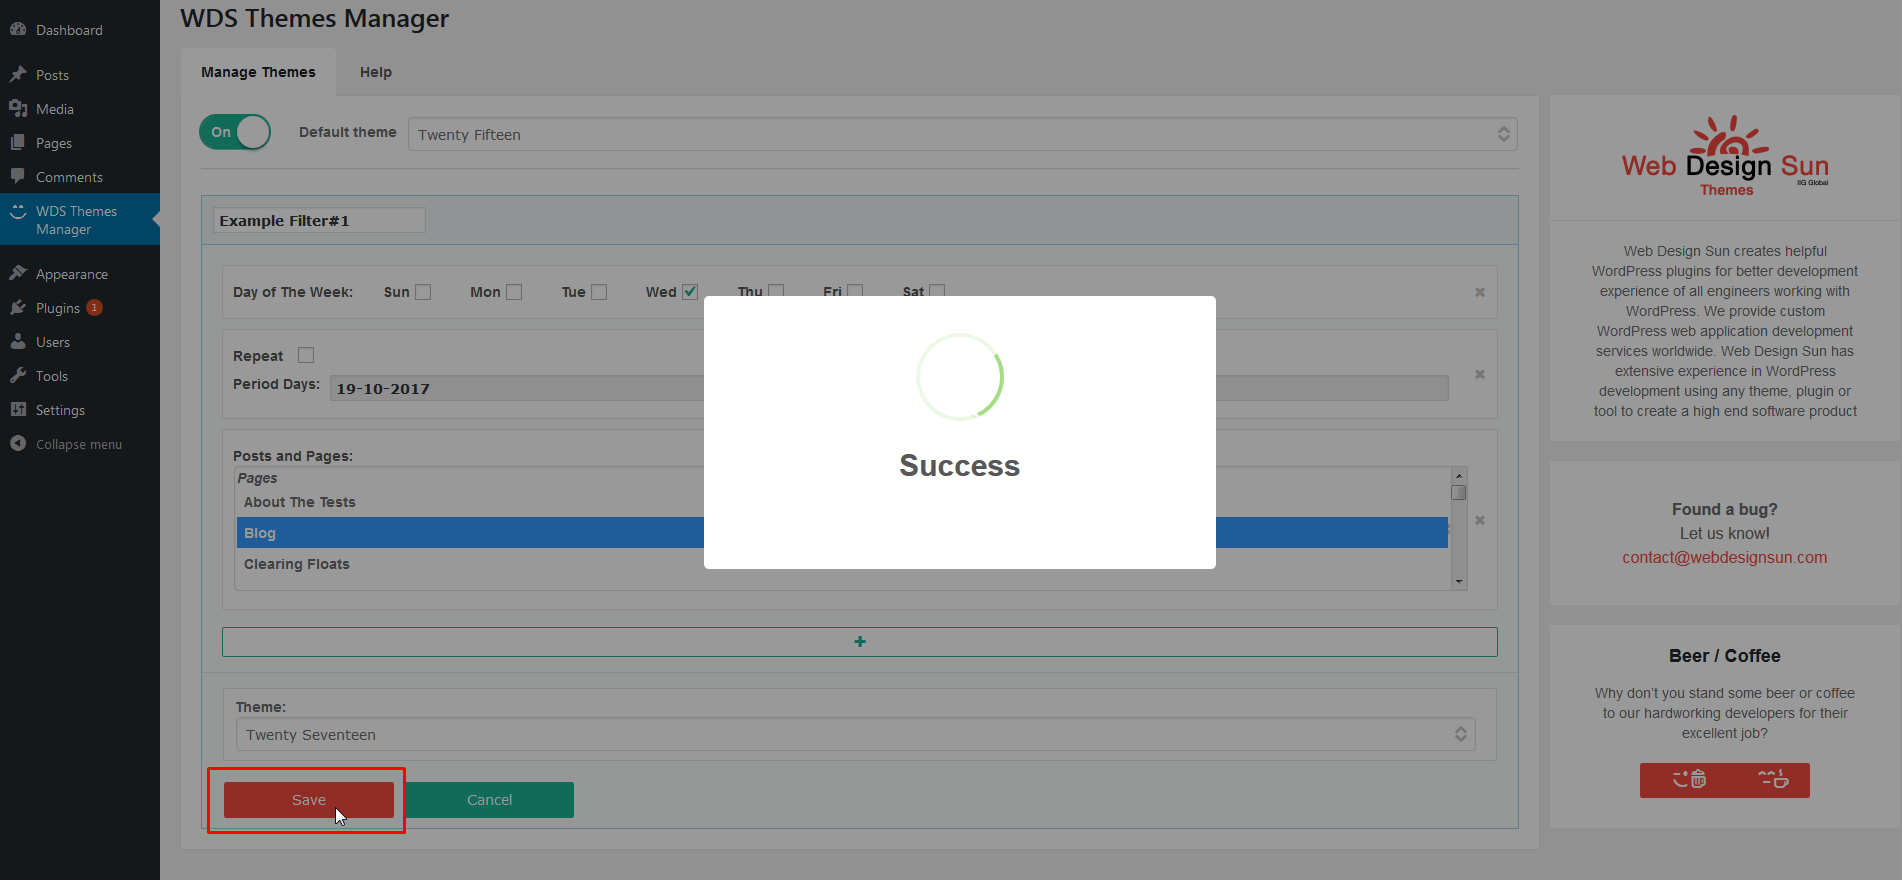 Dashboard
Posts
Media
Pages
Comments
WDS Themes
Manager
Appearance
Plugins 1
Users
Tools
Settings
Collapse menu
WDS Themes Manager
Manage Themes Help
On Default theme Twenty Fifteen
Example Filter#1
Day of The Week: Sun Mon Tue Wed Thu Fri Sat
Repeat
Period Days: 19-10-2017
Posts and Pages:
Pages
About The Tests
Blog
Clearing Floats
+
Theme:
Twenty Seventeen
Save Cancel
Success
Web Design Sun
IIG Global
Themes
Web Design Sun creates helpful
WordPress plugins for better development
experience of all engineers working with
WordPress. We provide custom
WordPress web application development
services worldwide. Web Design Sun has
extensive experience in WordPress
development using any theme, plugin or
tool to create a high end software product
Found a bug?
Let us know!
contact@webdesignsun.com
Beer / Coffee
Why don't you stand some beer or coffee
to our hardworking developers for their
excellent job?